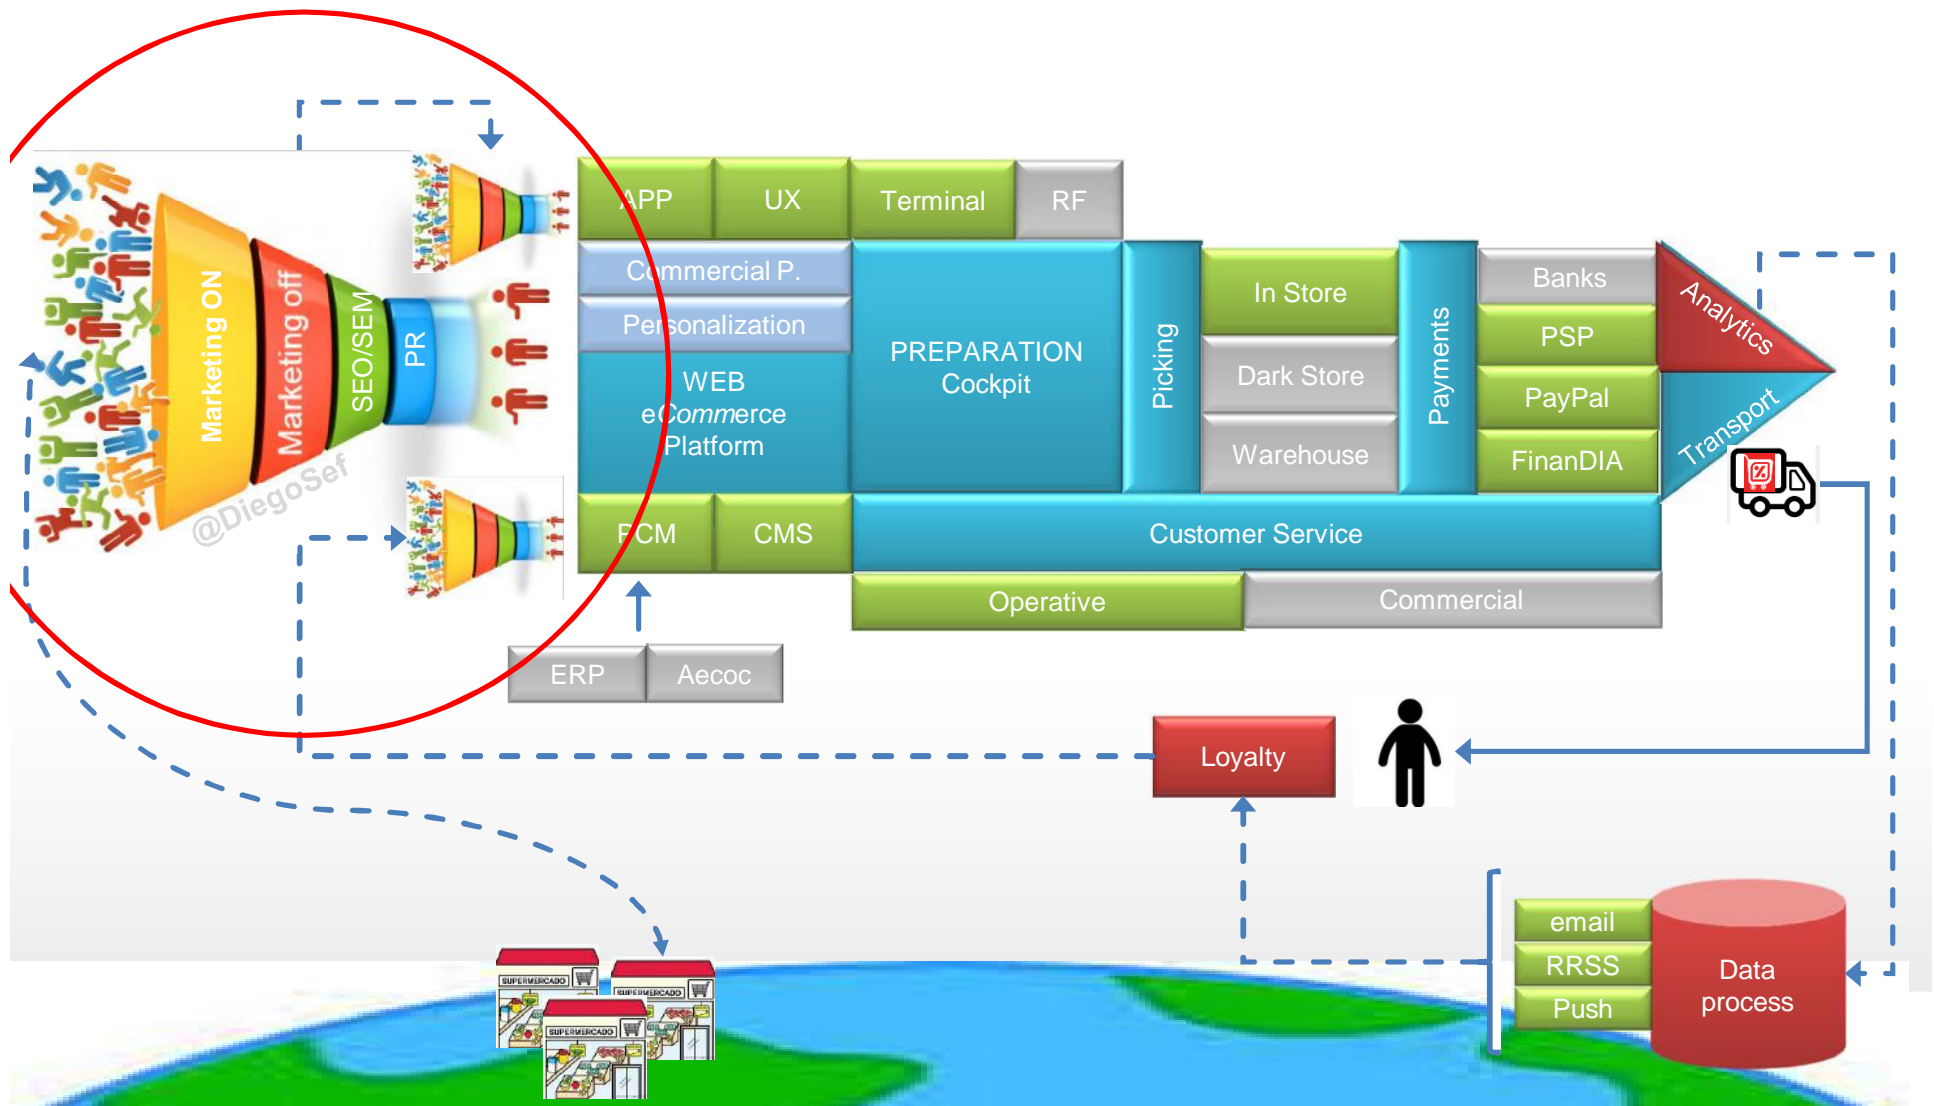 APP
UX
Terminal
RF
Commercial P.
Personalization
WEB
eCommerce
Platform
PCM
CMS
ERP
Aecoc
Marketing ON
Marketing off
SEO/SEM
PR
@DiegoSef
PREPARATION
Cockpit
Picking
In Store
Dark Store
Warehouse
Payments
Banks
PSP
PayPal
FinanDIA
Analytics
Transport
%
Customer Service
Operative
Commercial
Loyalty
email
RRSS
Push
Data
process
SUPERMERCADO
SUPERMERCADO
SUPERMERCADO